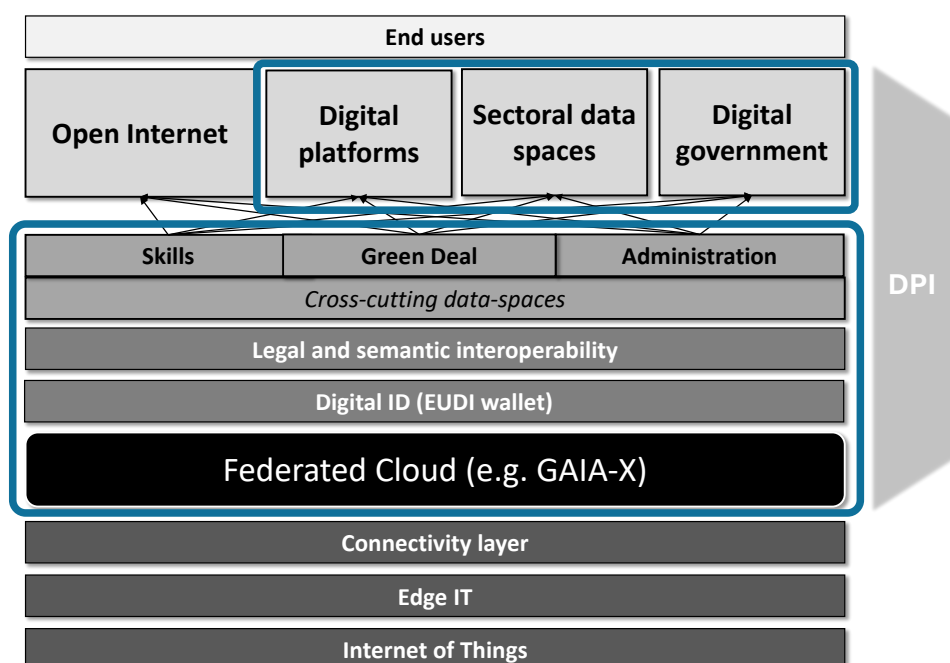 End users
Open Internet
Digital
platforms
Sectoral data
spaces
Digital
government
DPI
Skills
Green Deal
Administration
Cross-cutting data-spaces
Legal and semantic interoperability
Digital ID (EUDI wallet)
Federated Cloud (e.g. GAIA-X)
Connectivity layer
Edge IT
Internet of Things